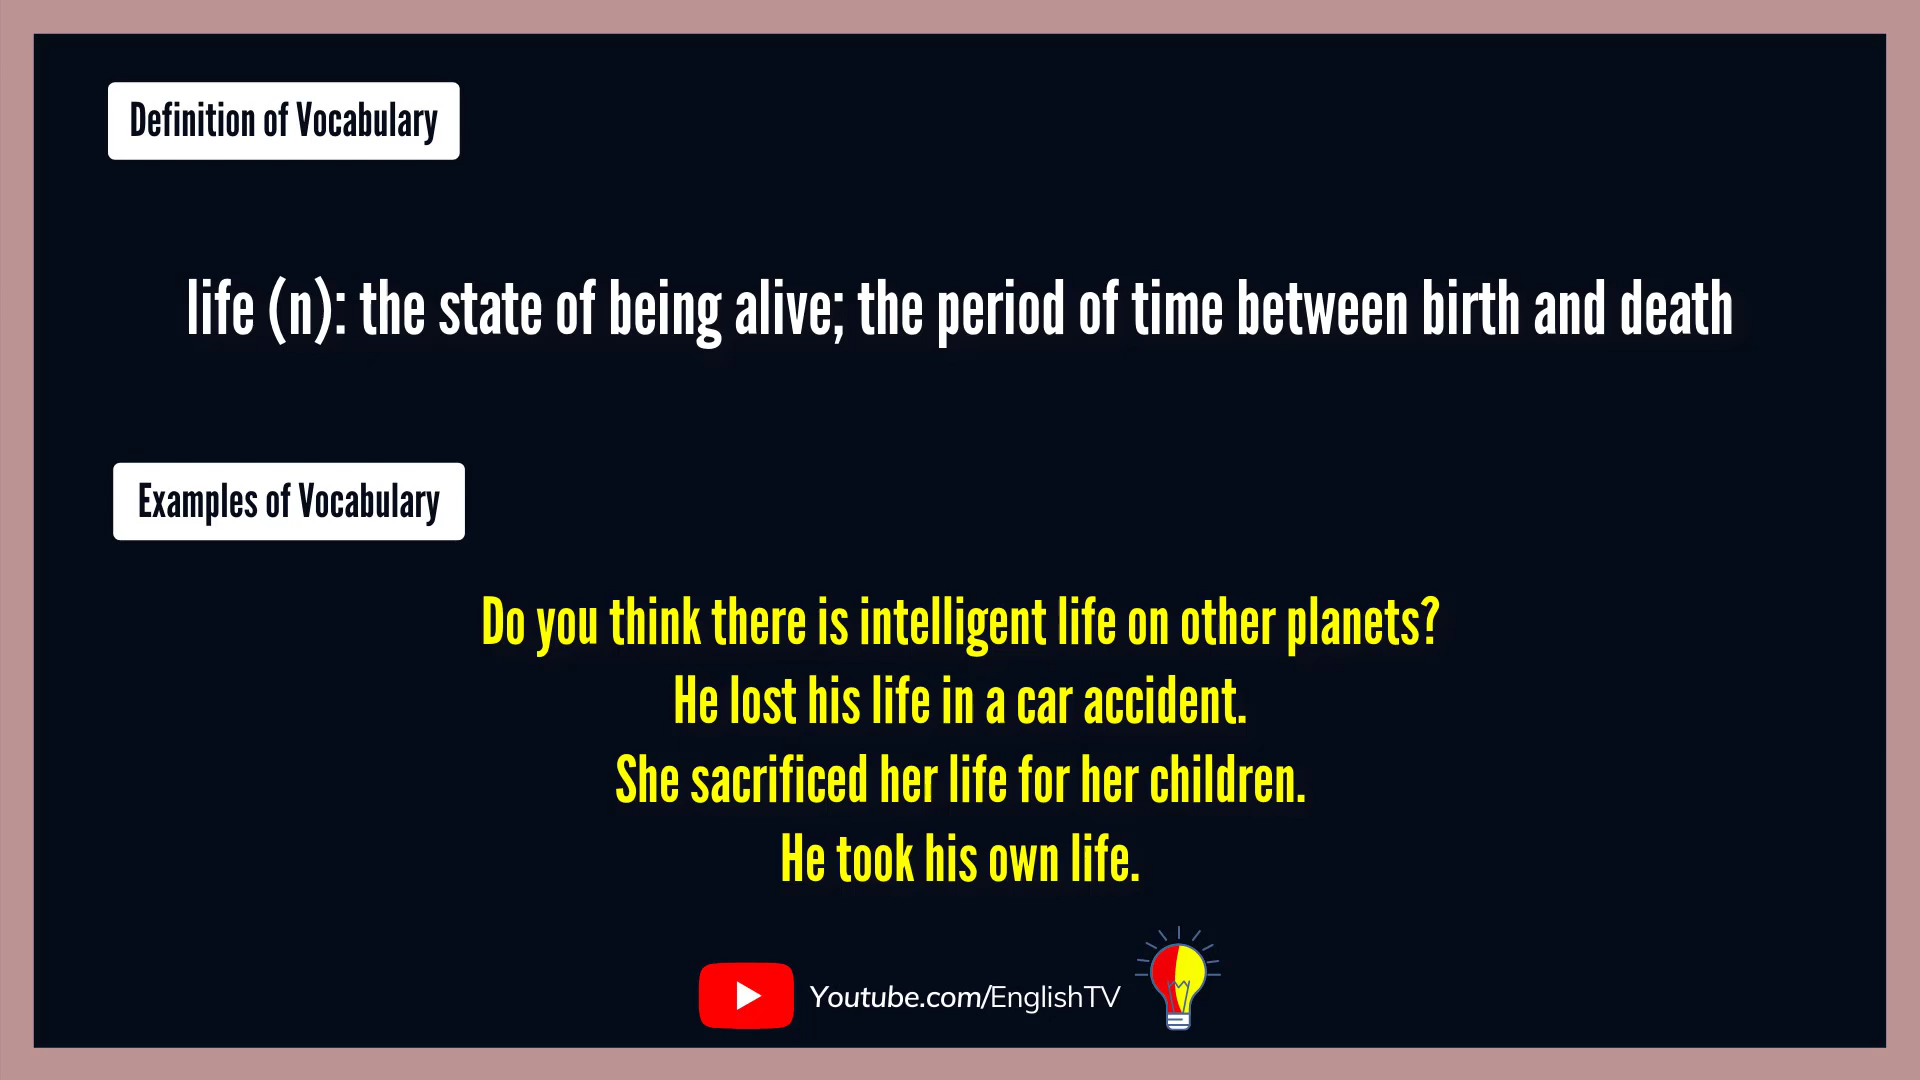 Definition of Vocabulary
life (n): the state of being alive; the period of time between birth and death
Examples of Vocabulary
Do you think there is intelligent life on other planets?
He lost his life in a car accident.
She sacrificed her life for her children.
He took his own life.
Youtube.com/EnglishTV